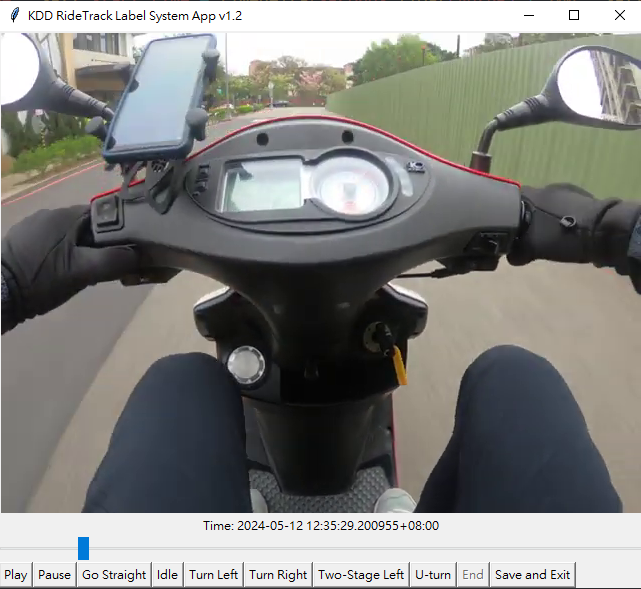 KDD RideTrack Label System App v1.2
Time: 2024-05-12 12:35:29.200955+08:00
Play Pause Go Straight Idle Turn Left Turn Right Two-Stage Left U-turn End Save and Exit